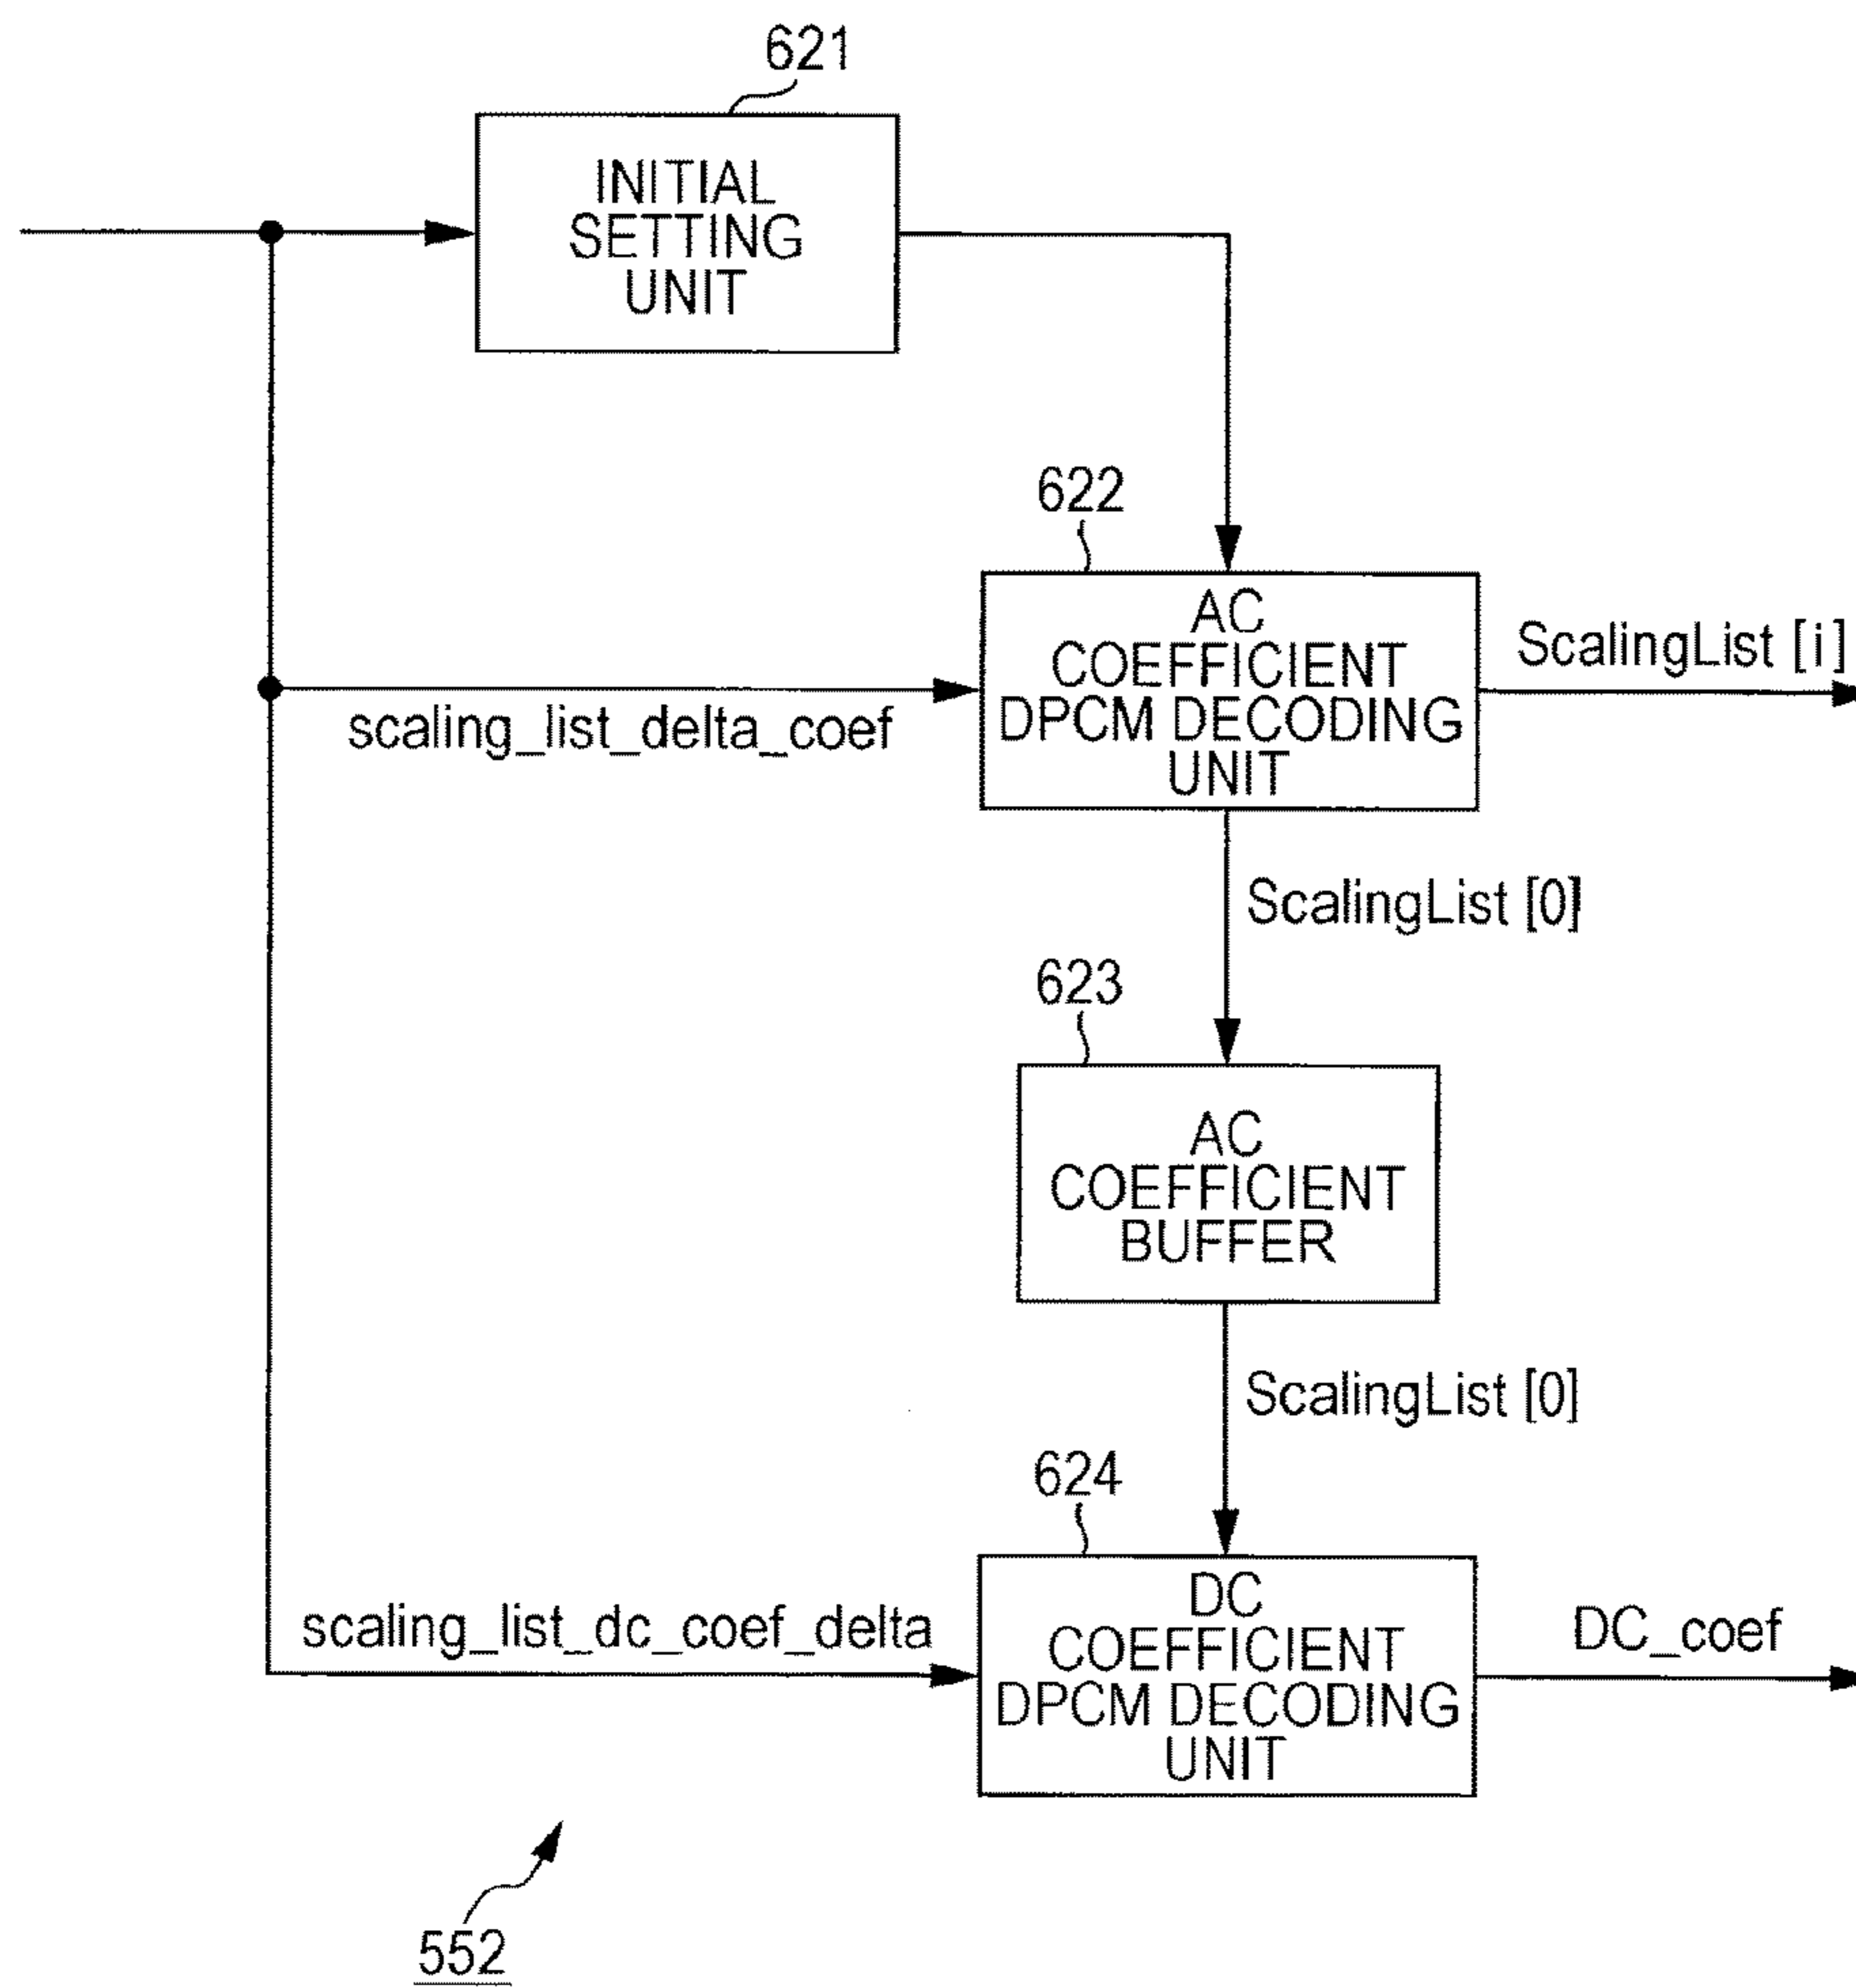 621
INITIAL
SETTING
UNIT
622
AC
COEFFICIENT
DPCM DECODING
UNIT
scaling_list_delta_coef
ScalingList [i]
ScalingList [0]
623
AC
COEFFICIENT
BUFFER
ScalingList [0]
624
DC
COEFFICIENT
DPCM DECODING
UNIT
scaling_list_dc_coef_delta
DC_coef
552